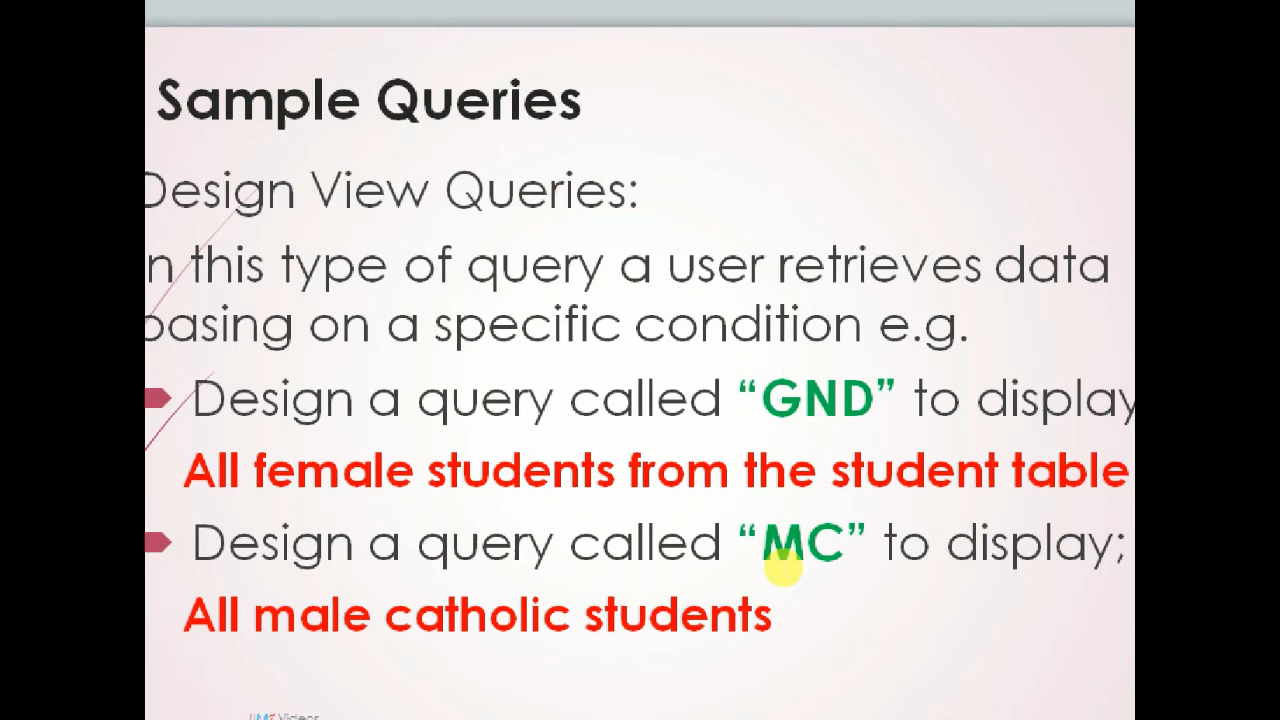 Sample Queries
Design View Queries:
n this type of query a user retrieves data
basing on a specific condition e.g.
Design a query called “GND” to display
All female students from the student table
Design a query called “MC” to display;
All male catholic students
Videos